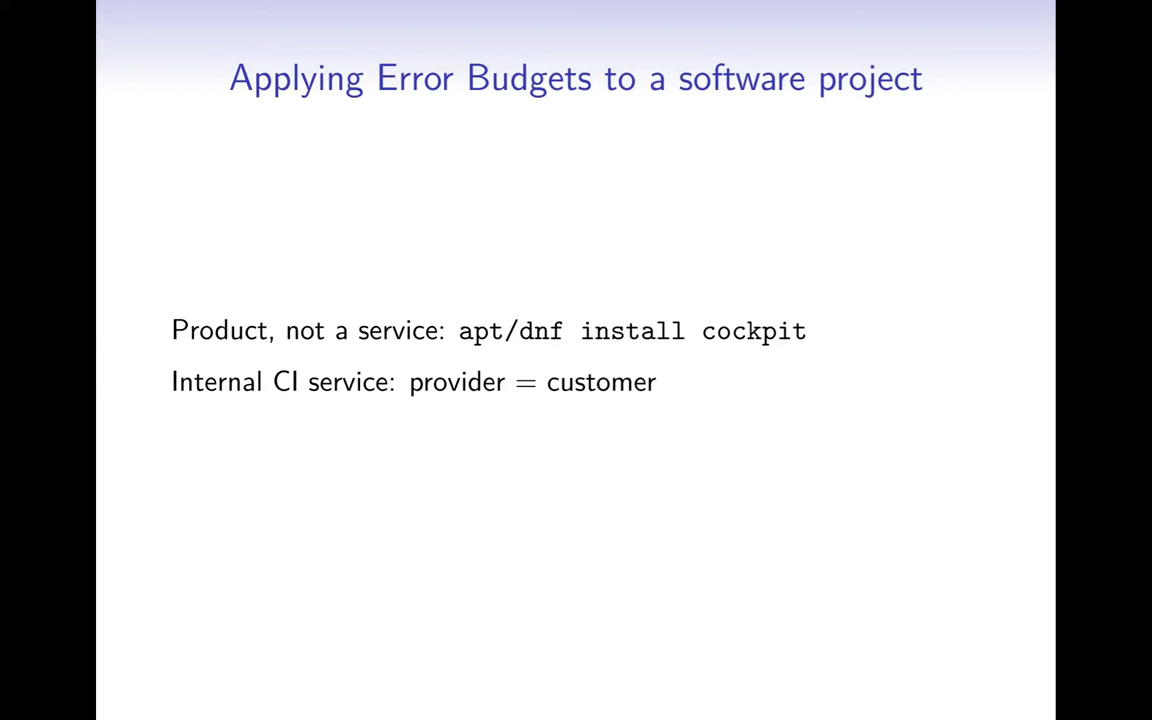 Applying Error Budgets to a software project
Product, not a service: apt/dnf install cockpit
Internal CI service: provider = customer